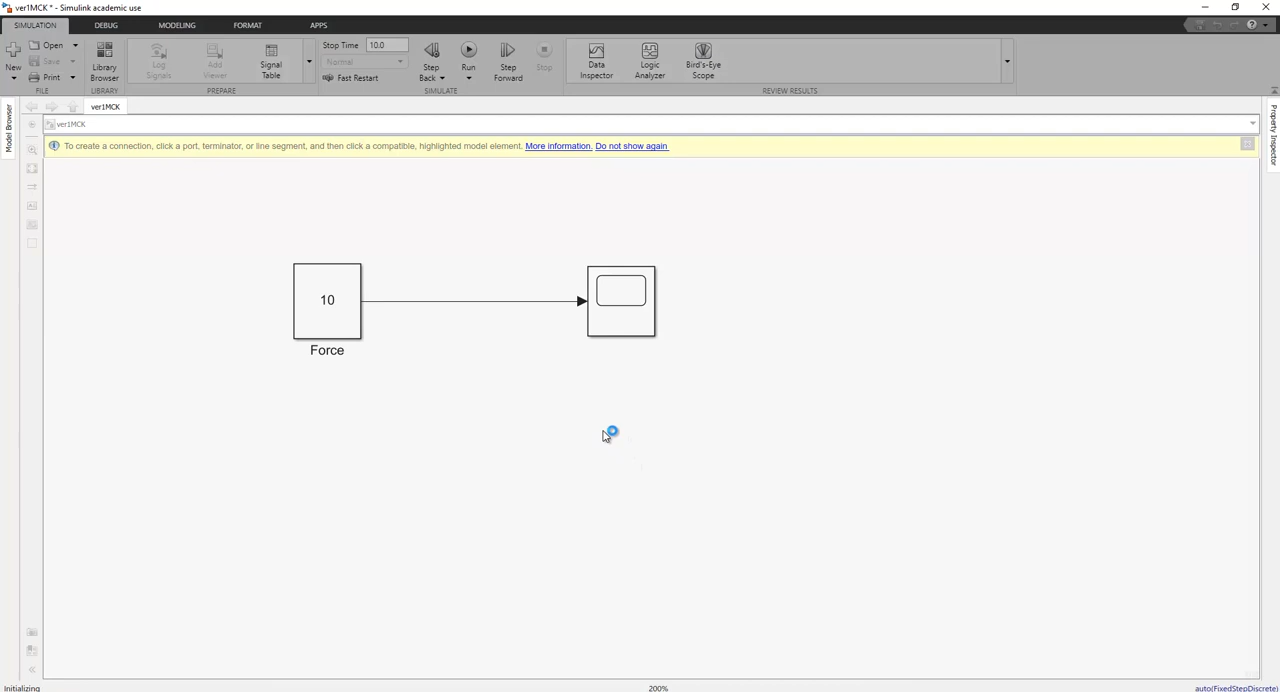 ver1MCK * - Simulink academic use
SIMULATION DEBUG MODELING FORMAT APPS
New
Open
Save
Print
FILE
Library Browser
LIBRARY
Log Signals
Add Viewer
Signal Table
PREPARE
Stop Time 10.0
Normal
Fast Restart
Step Back
Run
Step Forward
Stop
SIMULATE
Data Inspector
Logic Analyzer
Bird's-Eye Scope
REVIEW RESULTS
Model Browser
ver1MCK
ver1MCK
Property Inspector
To create a connection, click a port, terminator, or line segment, and then click a compatible, highlighted model element. More information. Do not show again
10
Force
Initializing 200% auto(FixedStepDiscrete)